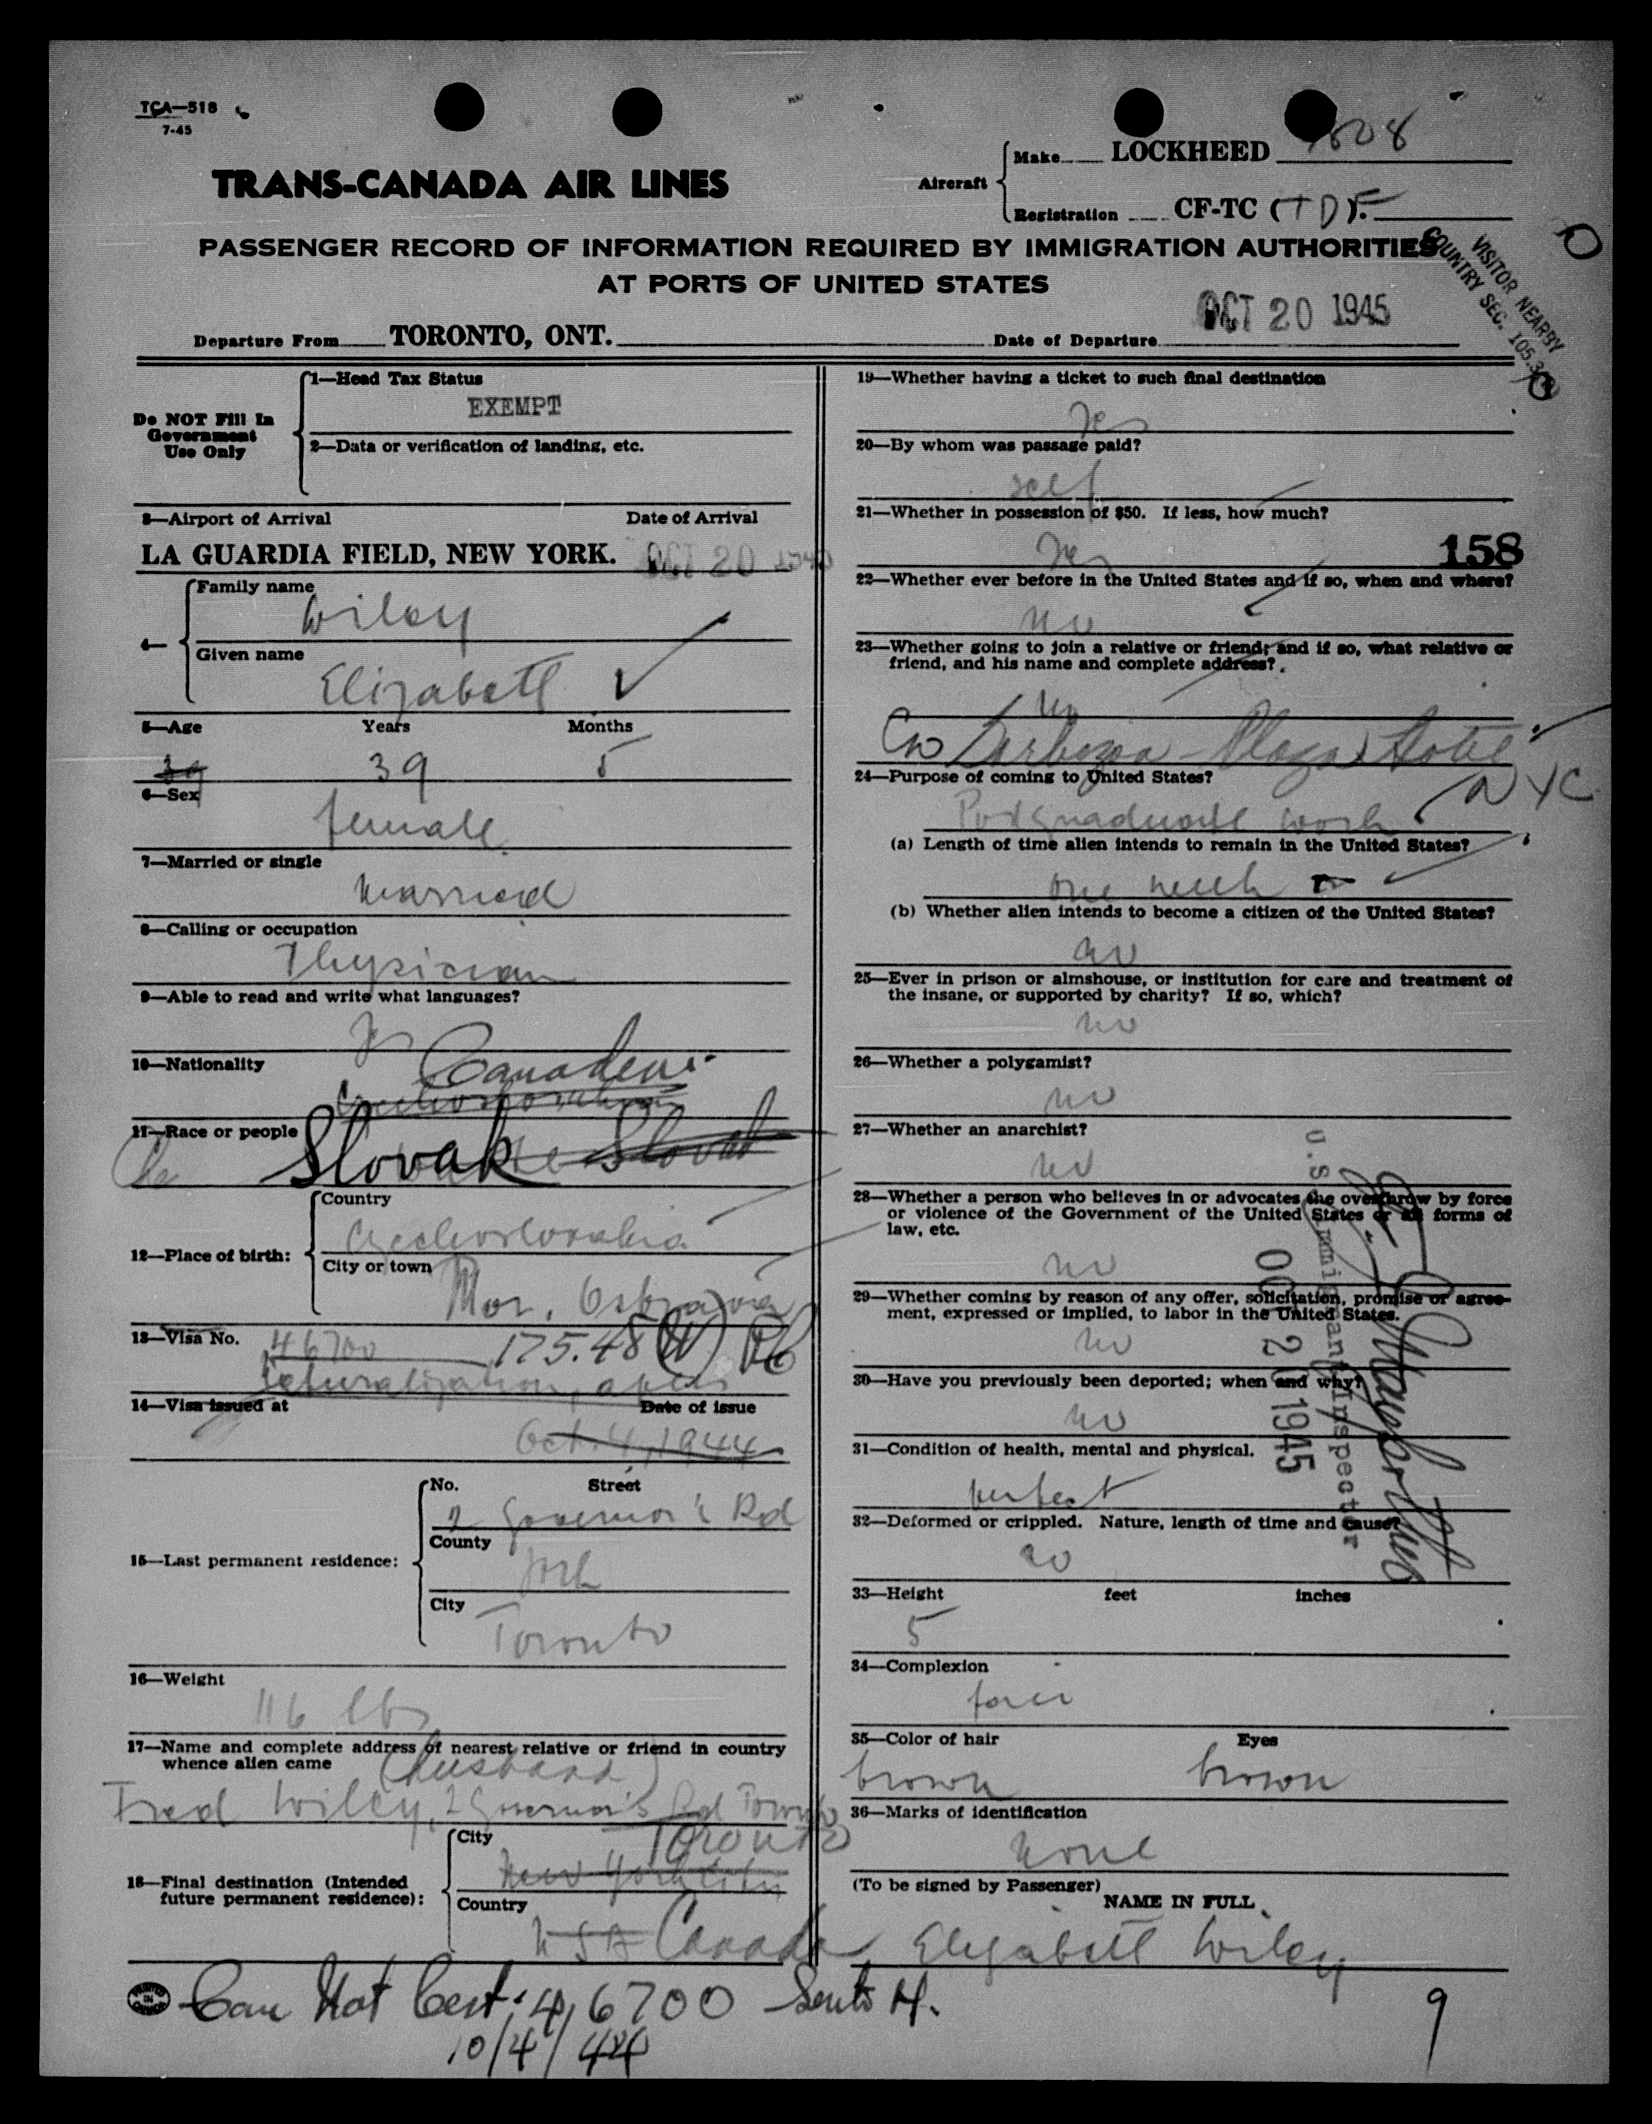 TCA—518
7-45
TRANS-CANADA AIR LINES
Aircraft
Make LOCKHEED 1808
Registration CF-TC (TDF).
PASSENGER RECORD OF INFORMATION REQUIRED BY IMMIGRATION AUTHORITIES
AT PORTS OF UNITED STATES
VISITOR NEARBY
COUNTRY SEC. 105.3
Departure From TORONTO, ONT.
Date of Departure OCT 20 1945
Do NOT Fill In
Government
Use Only
1—Head Tax Status
EXEMPT
2—Data or verification of landing, etc.
3—Airport of Arrival Date of Arrival
LA GUARDIA FIELD, NEW YORK. OCT 20 1945
4—
Family name
Wiley
Given name
Elizabeth
5—Age Years Months
39 39 5
6—Sex
female
7—Married or single
Married
8—Calling or occupation
Physician
9—Able to read and write what languages?
Yes
10—Nationality
Canadian
Czechoslovakian
11—Race or people
Slovak Slovak
12—Place of birth:
Country
Czechoslovakia
City or town
Mor. Ostrava
13—Visa No. 46700 175.48
Naturalization
14—Visa issued at Date of issue
Oct. 4, 1944
15—Last permanent residence:
No. Street
2 Governor's Rd
County
York
City
Toronto
16—Weight
116 lbs
17—Name and complete address of nearest relative or friend in country
whence alien came
(husband)
Fred Wiley, 2 Governor's Rd Toronto
18—Final destination (Intended
future permanent residence):
City
Toronto
New York City
Country
USA Canada
19—Whether having a ticket to such final destination
Yes
20—By whom was passage paid?
self
21—Whether in possession of $50. If less, how much?
Yes
158
22—Whether ever before in the United States and if so, when and where?
no
23—Whether going to join a relative or friend; and if so, what relative or
friend, and his name and complete address?
no
Barbizon Plaza Hotel
NYC
24—Purpose of coming to United States?
Postgraduate work
(a) Length of time alien intends to remain in the United States?
one week
(b) Whether alien intends to become a citizen of the United States?
no
25—Ever in prison or almshouse, or institution for care and treatment of
the insane, or supported by charity? If so, which?
no
26—Whether a polygamist?
no
27—Whether an anarchist?
no
28—Whether a person who believes in or advocates the overthrow by force
or violence of the Government of the United States or all forms of
law, etc.
no
29—Whether coming by reason of any offer, solicitation, promise or agree-
ment, expressed or implied, to labor in the United States.
no
30—Have you previously been deported; when and why?
no
31—Condition of health, mental and physical.
perfect
32—Deformed or crippled. Nature, length of time and cause?
no
33—Height feet inches
5
34—Complexion
fair
35—Color of hair Eyes
brown brown
36—Marks of identification
none
(To be signed by Passenger)
NAME IN FULL
Elizabeth Wiley
U.S. Immigrant Inspector
OCT 20 1945
Can Nat Cert. 46700
10/4/44
9